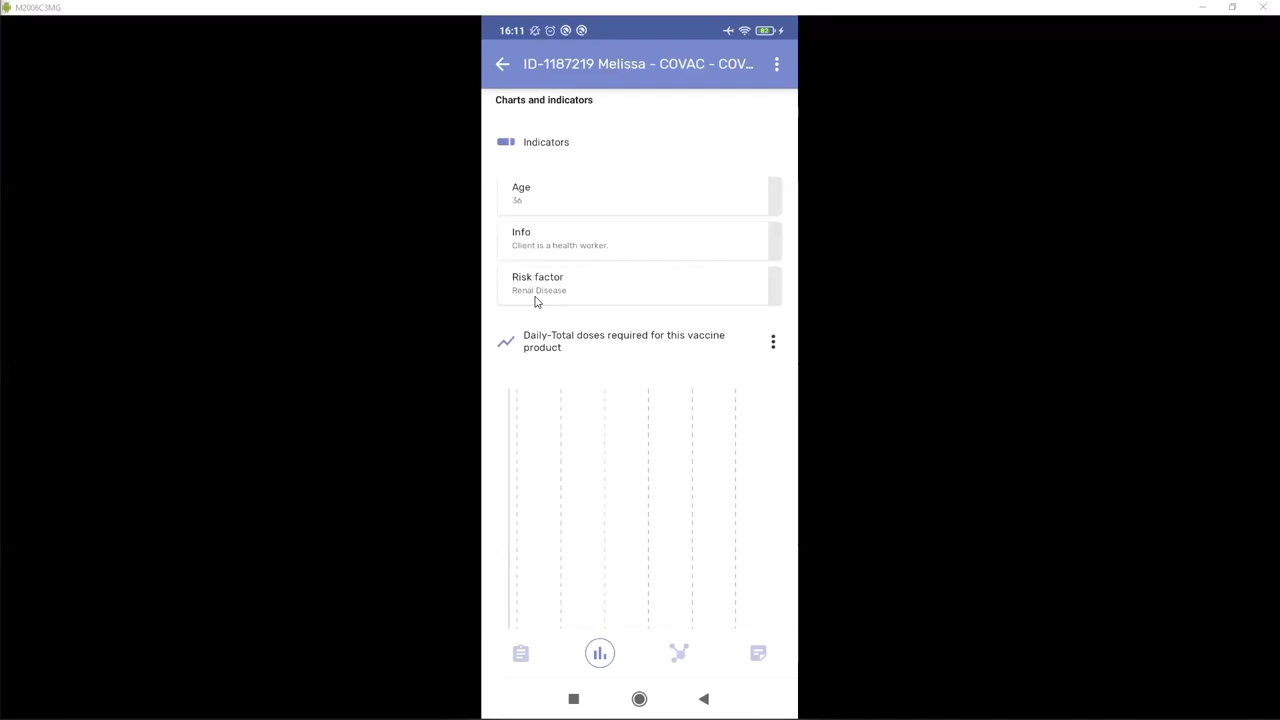 M2006C3MG
16:11
82
ID-1187219 Melissa - COVAC - COV...
Charts and indicators
Indicators
Age
36
Info
Client is a health worker.
Risk factor
Renal Disease
Daily-Total doses required for this vaccine
product